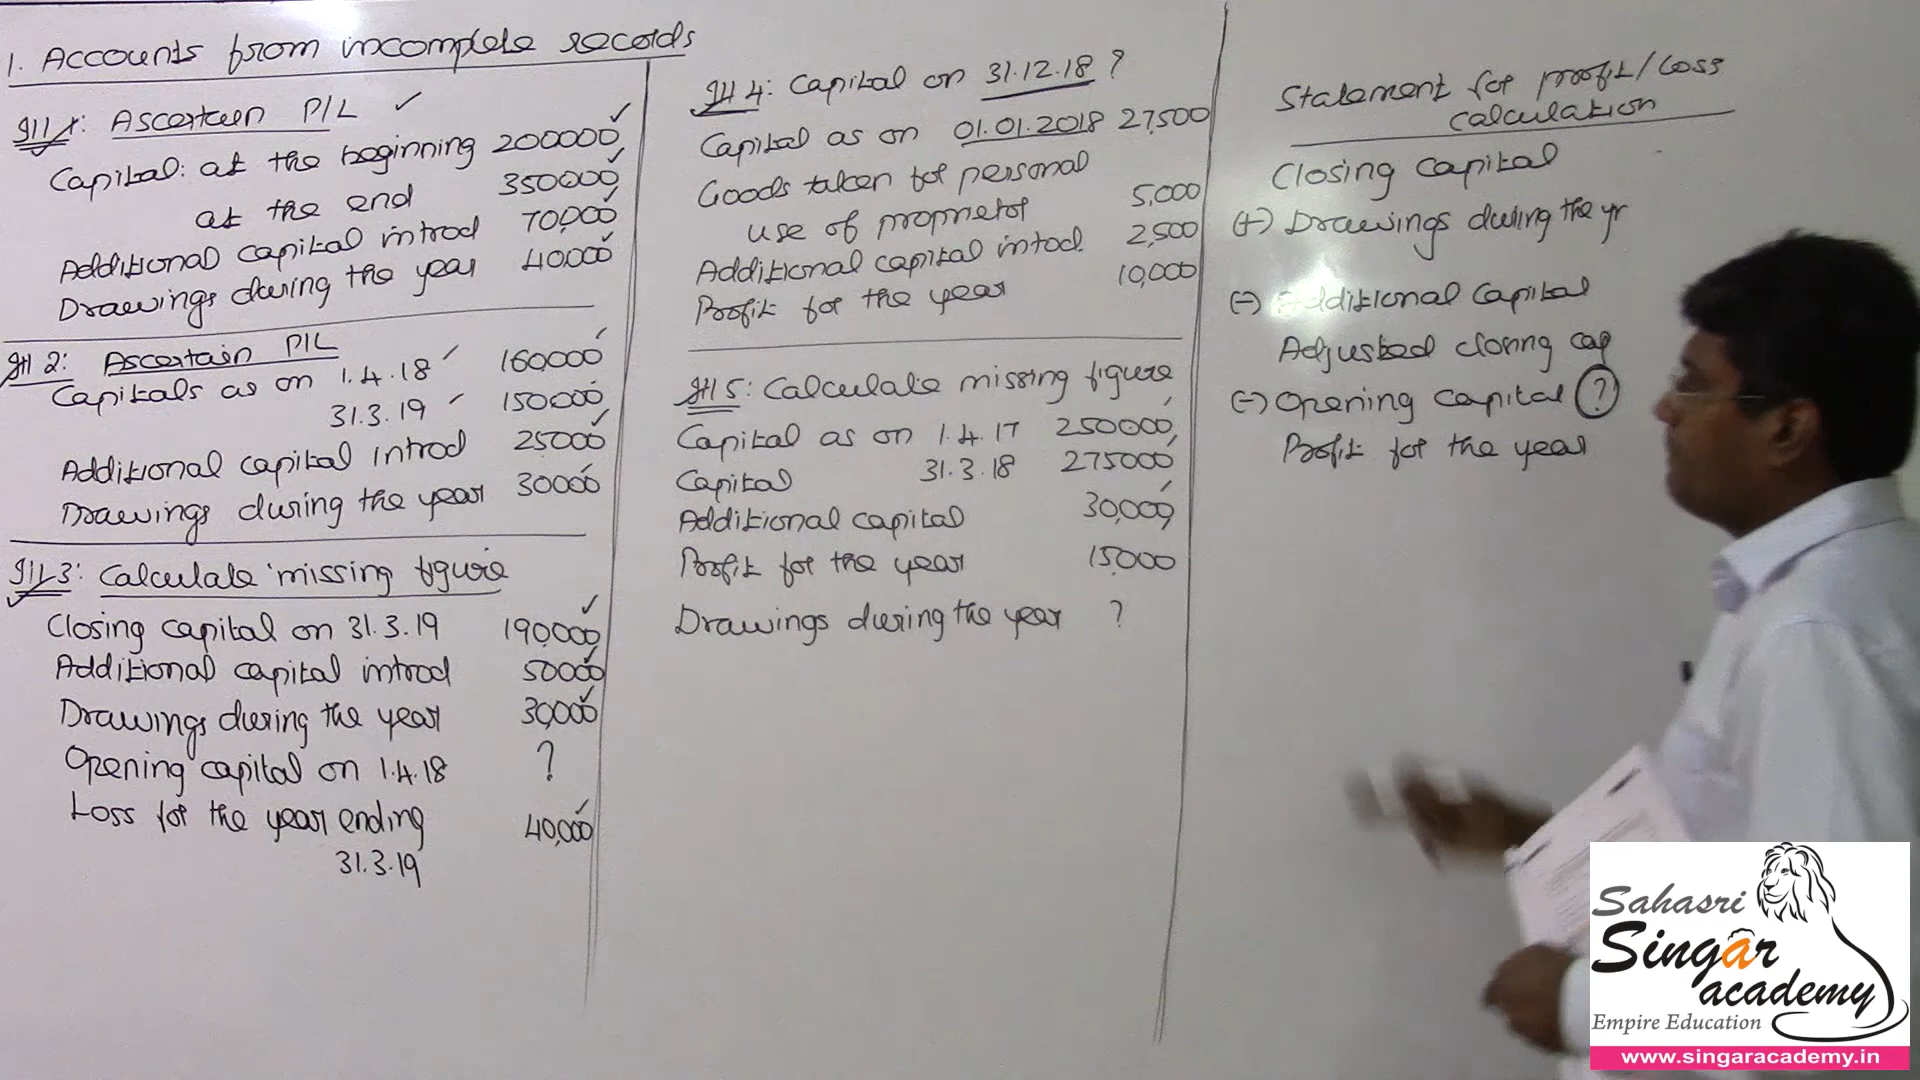 1. Accounts from incomplete records
Ill 1: Ascertain P/L ✓
Capital: at the beginning 200000
at the end 350000
Additional capital introd 70,000
Drawings during the year 40,000
Ill 2: Ascertain P/L
Capitals as on 1.4.18 160000
31.3.19 150000
Additional capital introd 25000
Drawings during the year 30000
Ill 3: Calculate missing figure
Closing capital on 31.3.19 190,000
Additional capital introd 50000
Drawings during the year 30,000
Opening capital on 1.4.18 ?
Loss for the year ending 40,000
31.3.19
Ill 4: Capital on 31.12.18 ?
Capital as on 01.01.2018 27,500
Goods taken for personal
use of proprietor 5,000
Additional capital intod. 2,500
Profit for the year 10,000
Ill 5: Calculate missing figure
Capital as on 1.4.17 250000
Capital 31.3.18 275000
Additional capital 30,000
Profit for the year 15,000
Drawings during the year ?
Statement for profit/Loss
calculation
Closing capital
(+) Drawings during the yr
(-) Additional Capital
Adjusted closing cap
(-) Opening capital ?
Profit for the year
Sahasri
Singar
academy
Empire Education
www.singaracademy.in